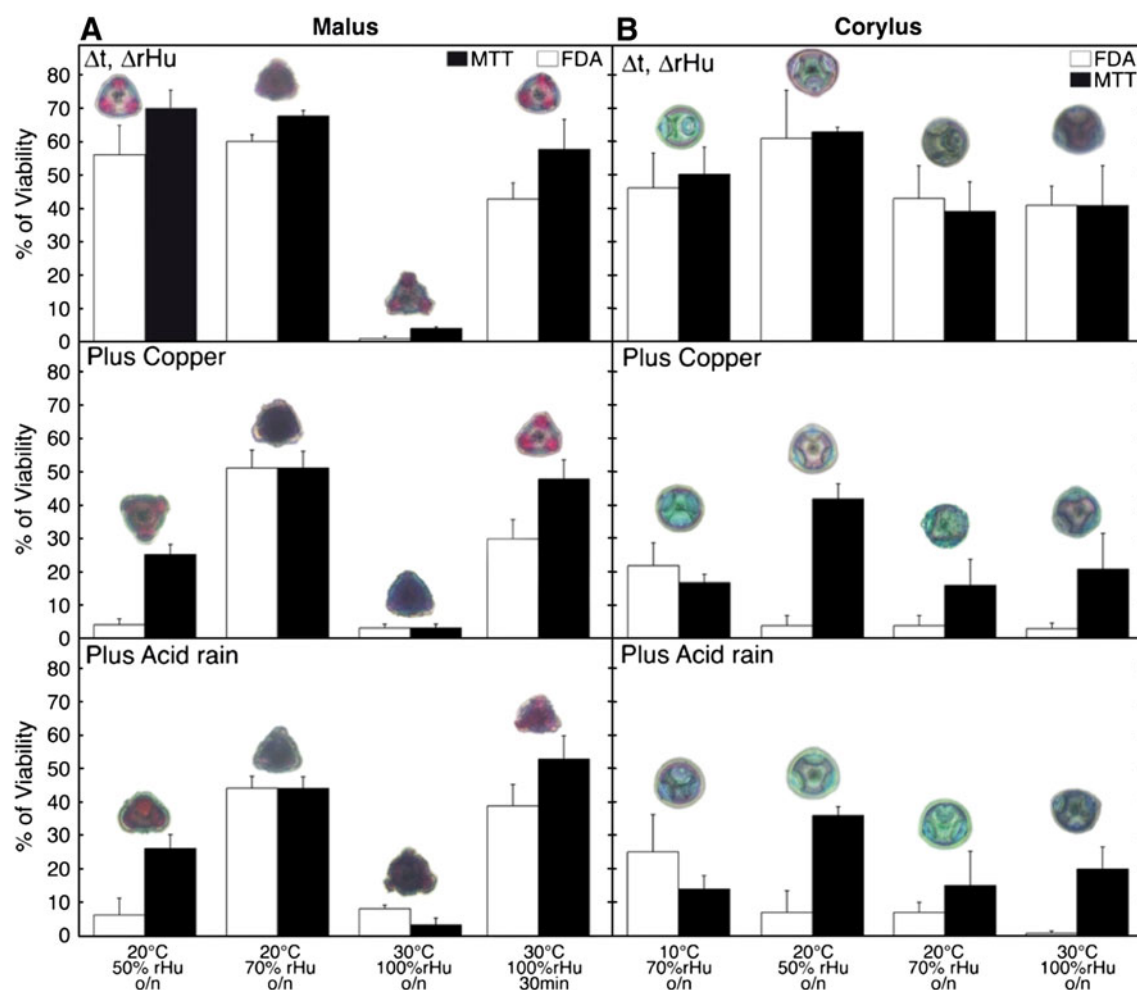 A Malus
B Corylus
Δt, ΔrHu
MTT FDA
% of Viability
80
70
60
50
40
30
20
10
0
Δt, ΔrHu
FDA
MTT
Plus Copper
% of Viability
80
70
60
50
40
30
20
10
0
Plus Copper
Plus Acid rain
% of Viability
80
70
60
50
40
30
20
10
0
Plus Acid rain
20°C
50% rHu
o/n
20°C
70% rHu
o/n
30°C
100%rHu
o/n
30°C
100%rHu
30min
10°C
70%rHu
o/n
20°C
50% rHu
o/n
20°C
70% rHu
o/n
30°C
100%rHu
o/n